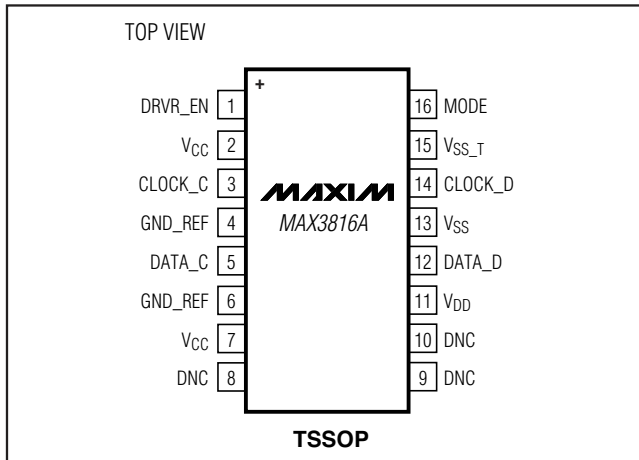 TOP VIEW
+
DRVR_EN 1
VCC 2
CLOCK_C 3
GND_REF 4
DATA_C 5
GND_REF 6
VCC 7
DNC 8
MAXIM
MAX3816A
16 MODE
15 VSS_T
14 CLOCK_D
13 VSS
12 DATA_D
11 VDD
10 DNC
9 DNC
TSSOP